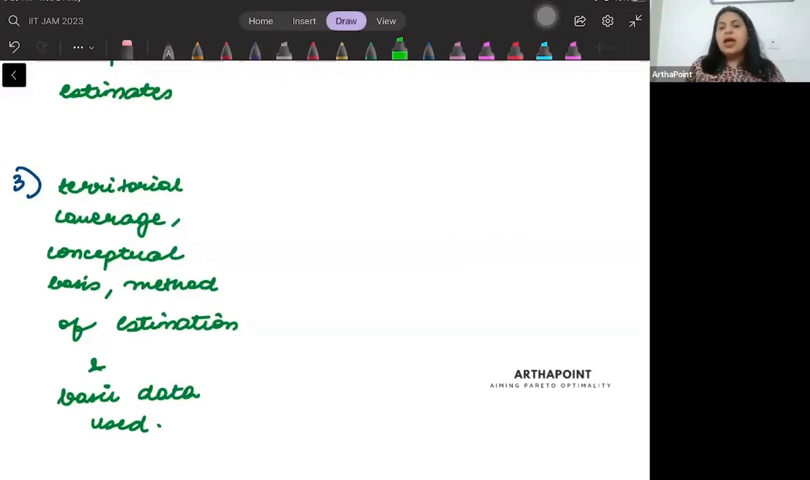 IIT JAM 2023
Home Insert Draw View
ArthaPoint
estimates
3) territorial
coverage,
conceptual
basis, method
of estimation
&
basic data
used.
ARTHAPOINT
AIMING PARETO OPTIMALITY